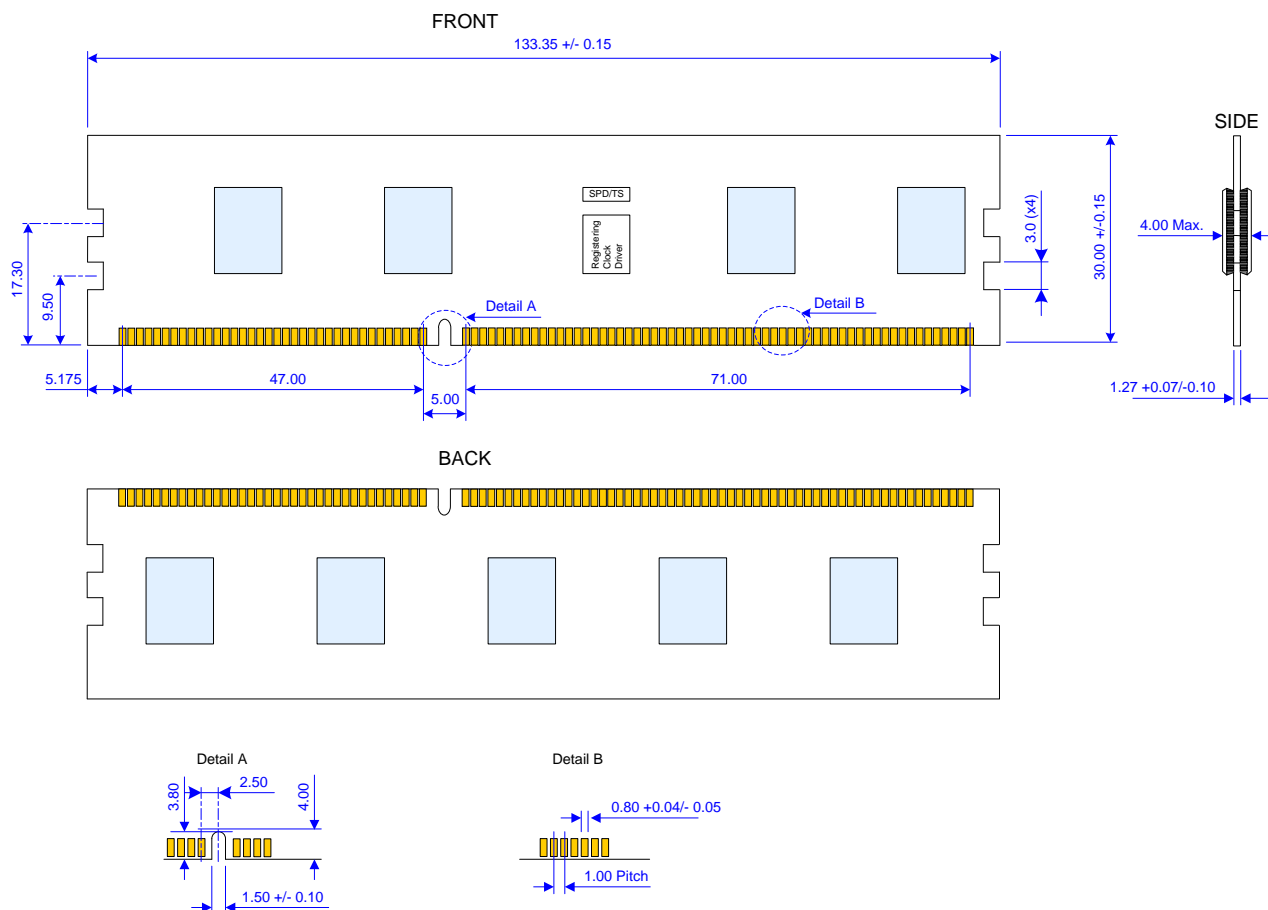 FRONT
133.35 +/- 0.15
SIDE
SPD/TS
Registering
Clock
Driver
17.30
9.50
3.0 (x4)
30.00 +/-0.15
4.00 Max.
Detail A
Detail B
5.175
47.00
5.00
71.00
1.27 +0.07/-0.10
BACK
Detail A
3.80
2.50
4.00
1.50 +/- 0.10
Detail B
0.80 +0.04/- 0.05
1.00 Pitch